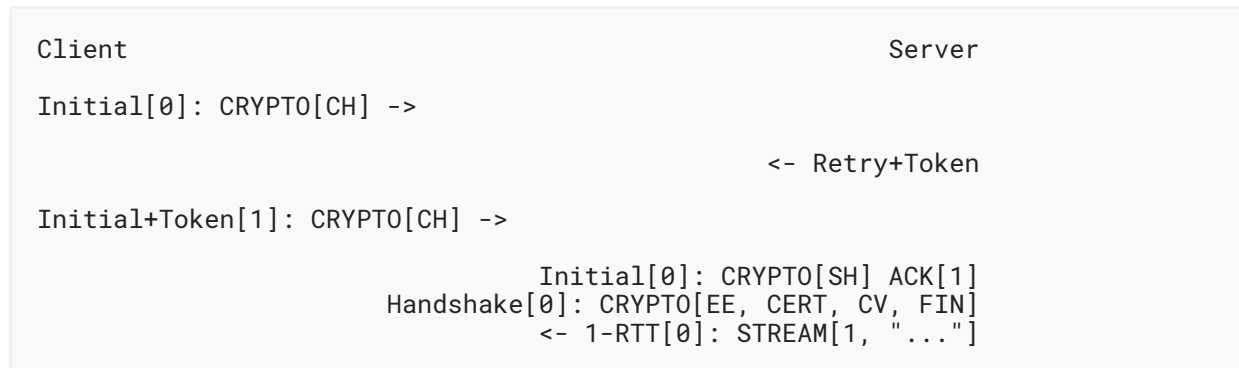 Client                                                  Server

Initial[0]: CRYPTO[CH] ->

                                                <- Retry+Token

Initial+Token[1]: CRYPTO[CH] ->

                                 Initial[0]: CRYPTO[SH] ACK[1]
                       Handshake[0]: CRYPTO[EE, CERT, CV, FIN]
                                 <- 1-RTT[0]: STREAM[1, "..."]